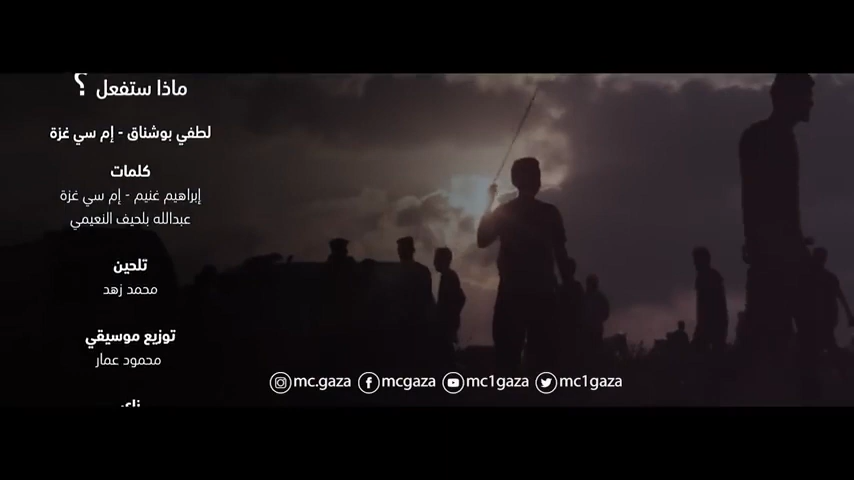 ماذا ستفعل ؟
لطفي بوشناق - إم سي غزة
كلمات
إبراهيم غنيم - إم سي غزة
عبدالله بلحيف النعيمي
تلحين
محمد زهد
توزيع موسيقي
محمود عمار
ناي
mc.gaza mcgaza mc1gaza mc1gaza